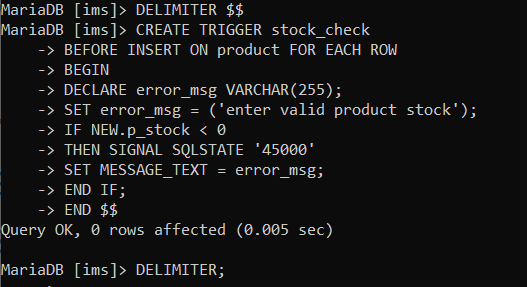 MariaDB [ims]> DELIMITER $$
MariaDB [ims]> CREATE TRIGGER stock_check
    -> BEFORE INSERT ON product FOR EACH ROW
    -> BEGIN
    -> DECLARE error_msg VARCHAR(255);
    -> SET error_msg = ('enter valid product stock');
    -> IF NEW.p_stock < 0
    -> THEN SIGNAL SQLSTATE '45000'
    -> SET MESSAGE_TEXT = error_msg;
    -> END IF;
    -> END $$
Query OK, 0 rows affected (0.005 sec)
MariaDB [ims]> DELIMITER;